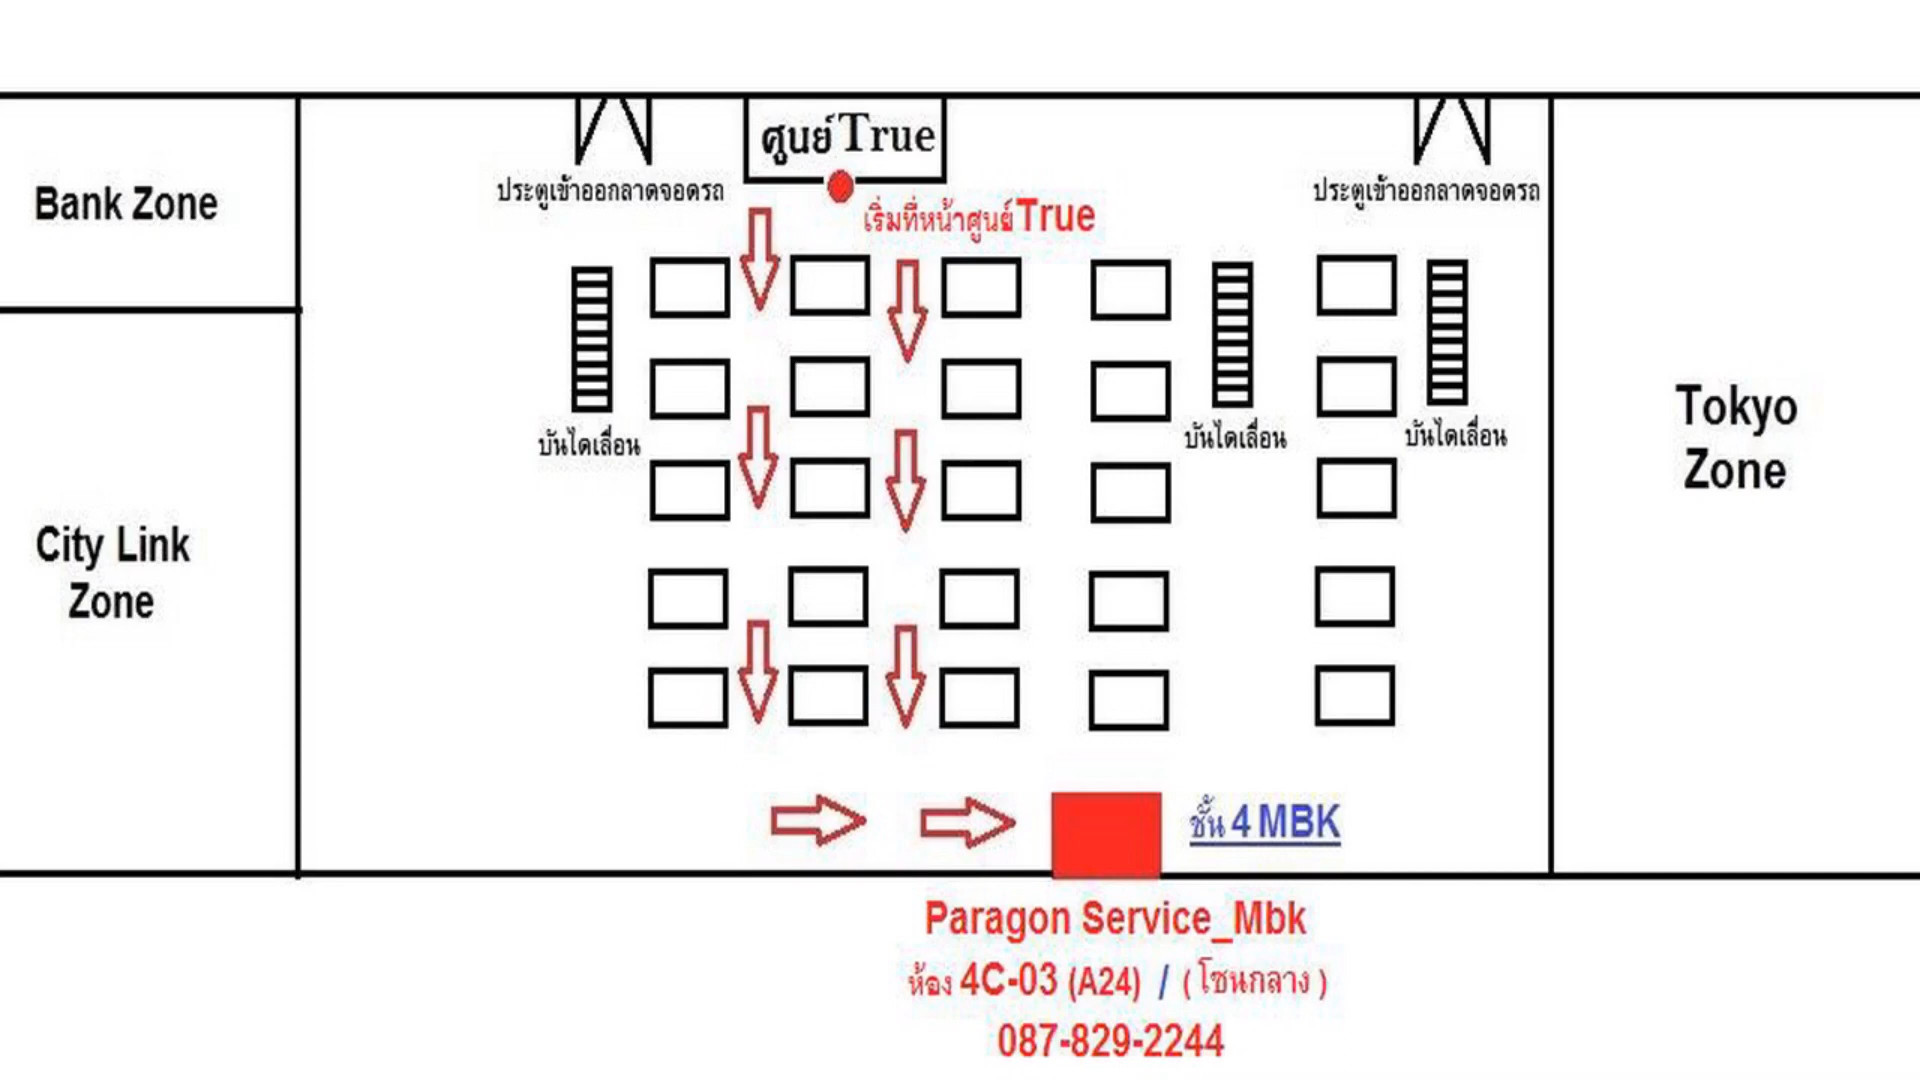 ศูนย์True
ประตูเข้าออกลาดจอดรถ
ประตูเข้าออกลาดจอดรถ
Bank Zone
เริ่มที่หน้าศูนย์True
บันไดเลื่อน
บันไดเลื่อน
บันไดเลื่อน
Tokyo
Zone
City Link
Zone
ชั้น 4 MBK
Paragon Service_Mbk
ห้อง 4C-03 (A24) / (โซนกลาง)
087-829-2244